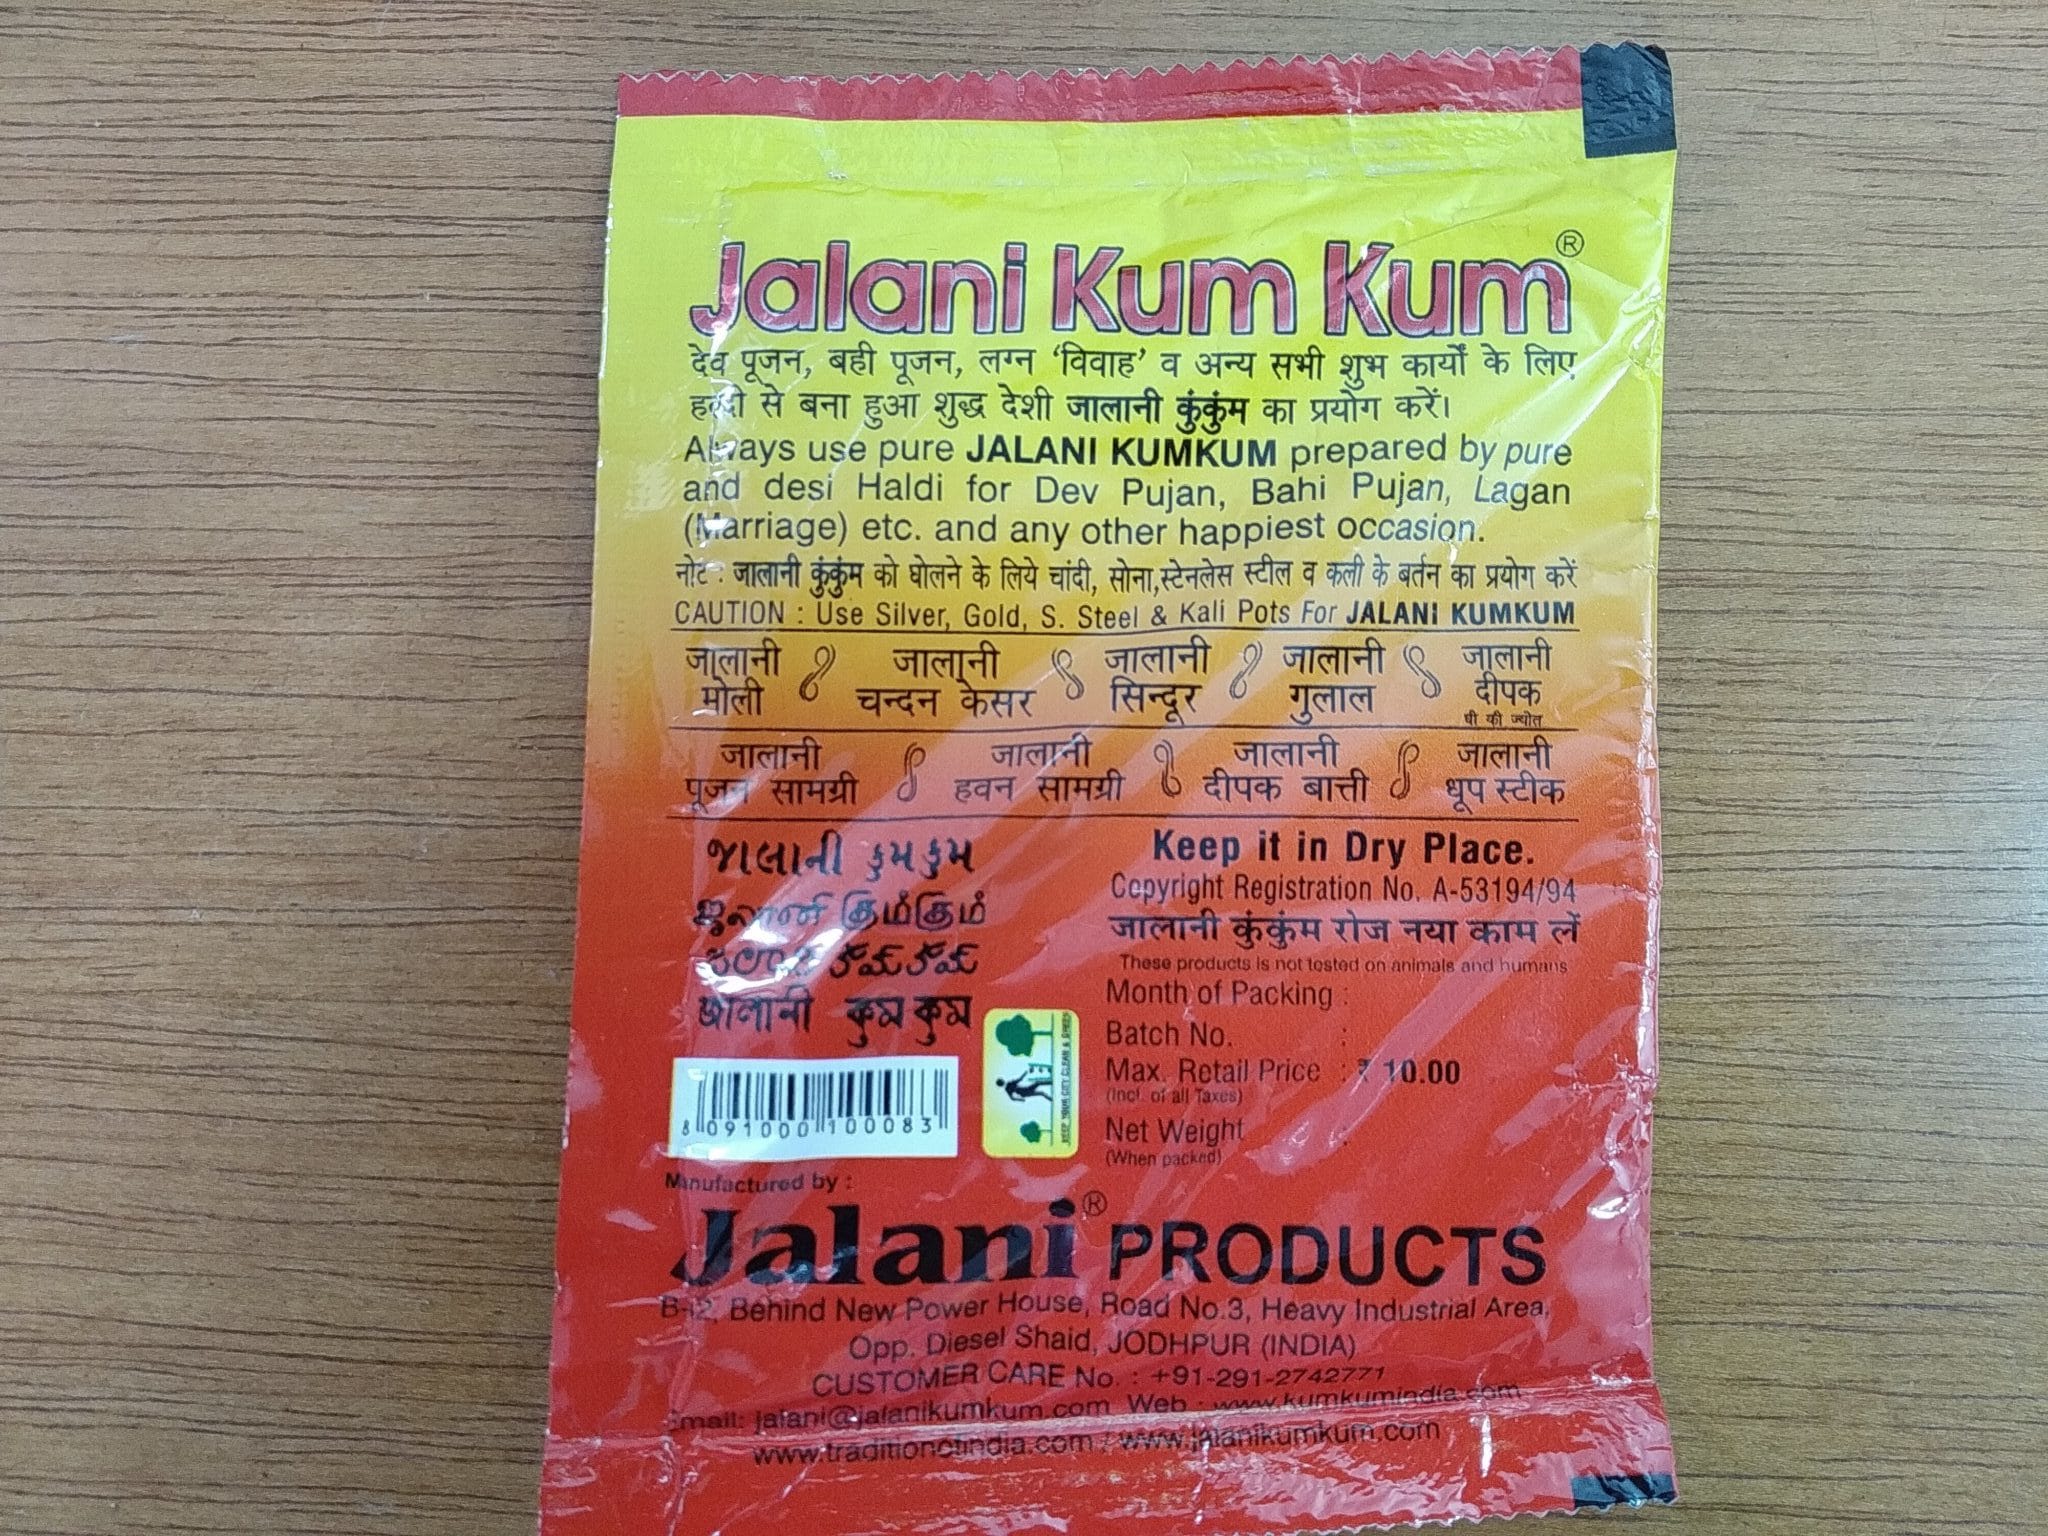 Jalani Kum Kum®
देव पूजन, बही पूजन, लग्न ‘विवाह’ व अन्य सभी शुभ कार्यों के लिए
हल्दी से बना हुआ शुद्ध देशी जालानी कुंकुंम का प्रयोग करें।
Always use pure JALANI KUMKUM prepared by pure
and desi Haldi for Dev Pujan, Bahi Pujan, Lagan
(Marriage) etc. and any other happiest occasion.
नोट : जालानी कुंकुंम को घोलने के लिये चांदी, सोना,स्टेनलेस स्टील व कली के बर्तन का प्रयोग करें
CAUTION : Use Silver, Gold, S. Steel & Kali Pots For JALANI KUMKUM
जालानी जालानी जालानी जालानी जालानी
मोली चन्दन केसर सिन्दूर गुलाल दीपक
घी की ज्योत
जालानी जालानी जालानी जालानी
पूजन सामग्री हवन सामग्री दीपक बात्ती धूप स्टीक
જાલાની કુમકુમ
ஜலானி கும்கும்
కుమ్ కుమ్
জালানী কুম কুম
Keep it in Dry Place.
Copyright Registration No. A-53194/94
जालानी कुंकुंम रोज नया काम लें
These products is not tested on animals and humans
Month of Packing :
Batch No. :
Max. Retail Price : ₹ 10.00
(Incl. of all Taxes)
Net Weight :
(When packed)
8 091000 100083
KEEP YOUR CITY CLEAN & GREEN
Manufactured by :
Jalani® PRODUCTS
B-12, Behind New Power House, Road No.3, Heavy Industrial Area,
Opp. Diesel Shaid, JODHPUR (INDIA)
CUSTOMER CARE No. : +91-291-2742771
Email: jalani@jalanikumkum.com Web : www.kumkumindia.com
www.traditionofindia.com / www.jalanikumkum.com